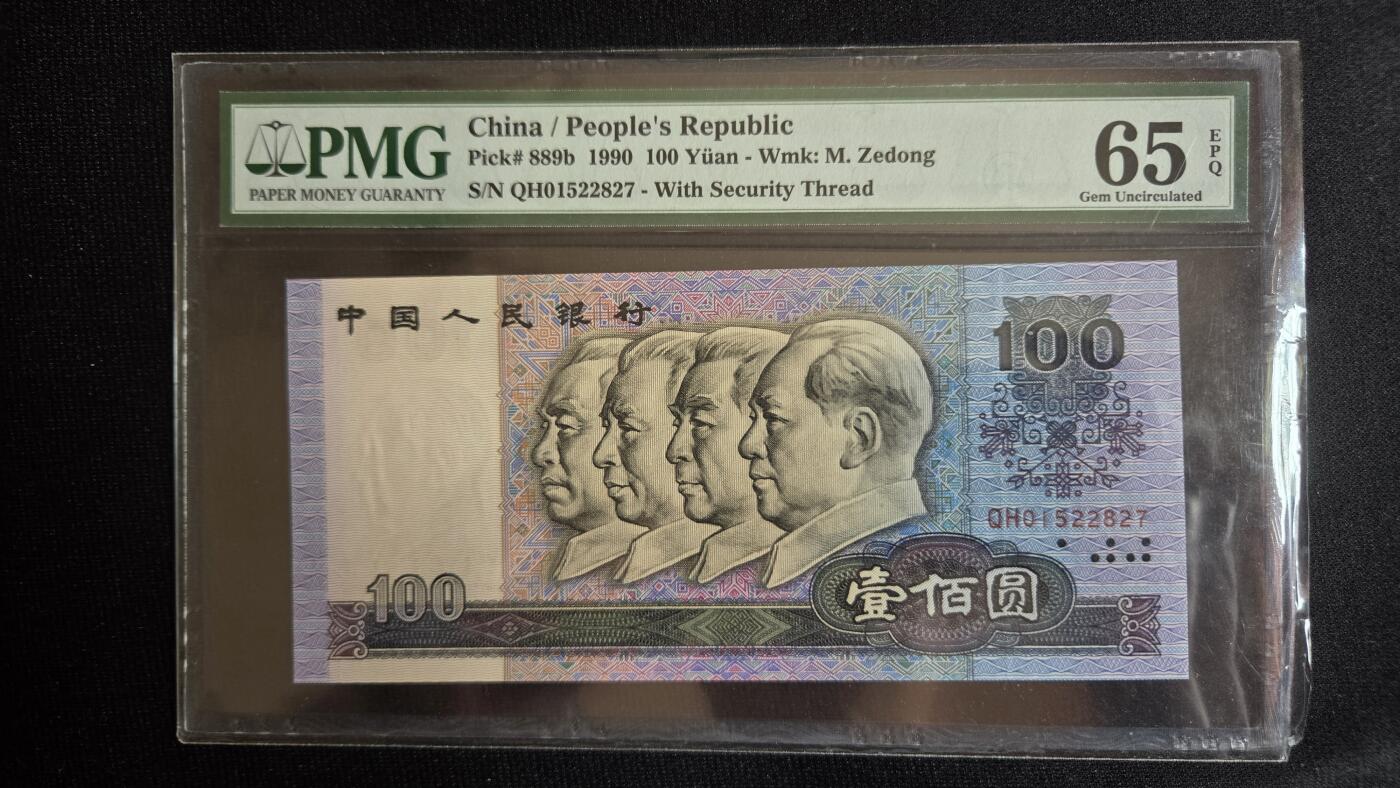 PMG
PAPER MONEY GUARANTY
China / People's Republic
Pick# 889b 1990 100 Yüan - Wmk: M. Zedong
S/N QH01522827 - With Security Thread
65
EPQ
Gem Uncirculated
中国人民银行
100
QH01522827
100
壹佰圆